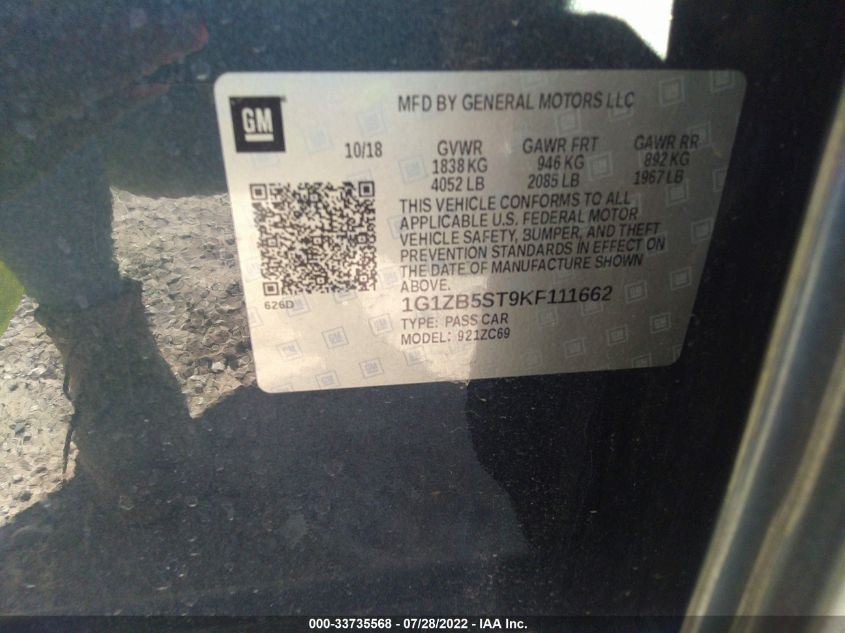 MFD BY GENERAL MOTORS LLC
GM
10/18 GVWR GAWR FRT GAWR RR
1838 KG 946 KG 892 KG
4052 LB 2085 LB 1967 LB
THIS VEHICLE CONFORMS TO ALL
APPLICABLE U.S. FEDERAL MOTOR
VEHICLE SAFETY, BUMPER, AND THEFT
PREVENTION STANDARDS IN EFFECT ON
THE DATE OF MANUFACTURE SHOWN
ABOVE.
626D
1G1ZB5ST9KF111662
TYPE: PASS CAR
MODEL: 921ZC69
000-33735568 / 07/28/2022 - IAA Inc.